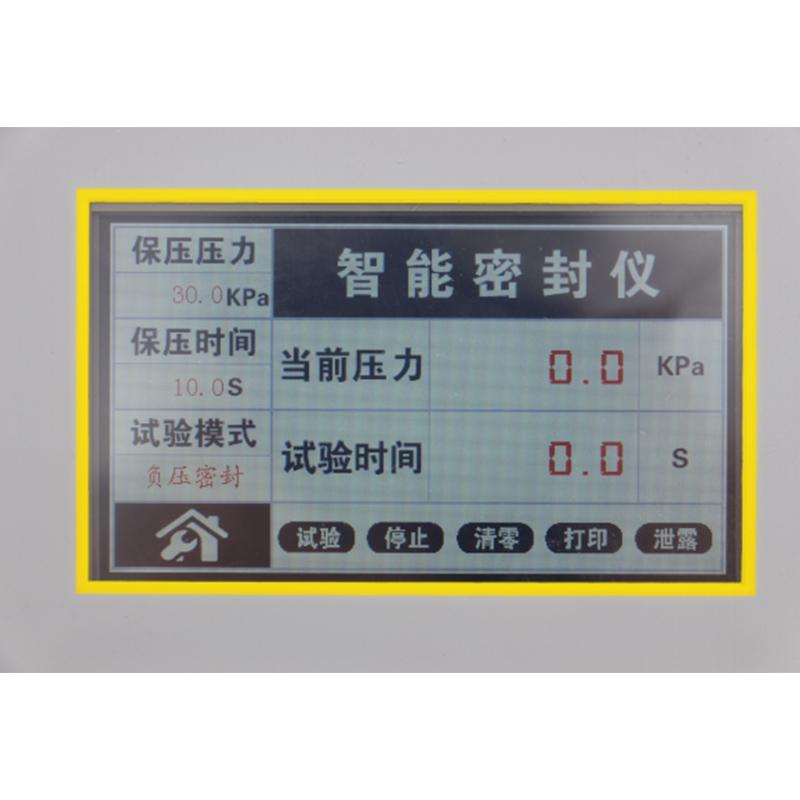 保压压力
30.0KPa
保压时间
10.0S
试验模式
负压密封
智能密封仪
当前压力 0.0 KPa
试验时间 0.0 S
试验 停止 清零 打印 泄露